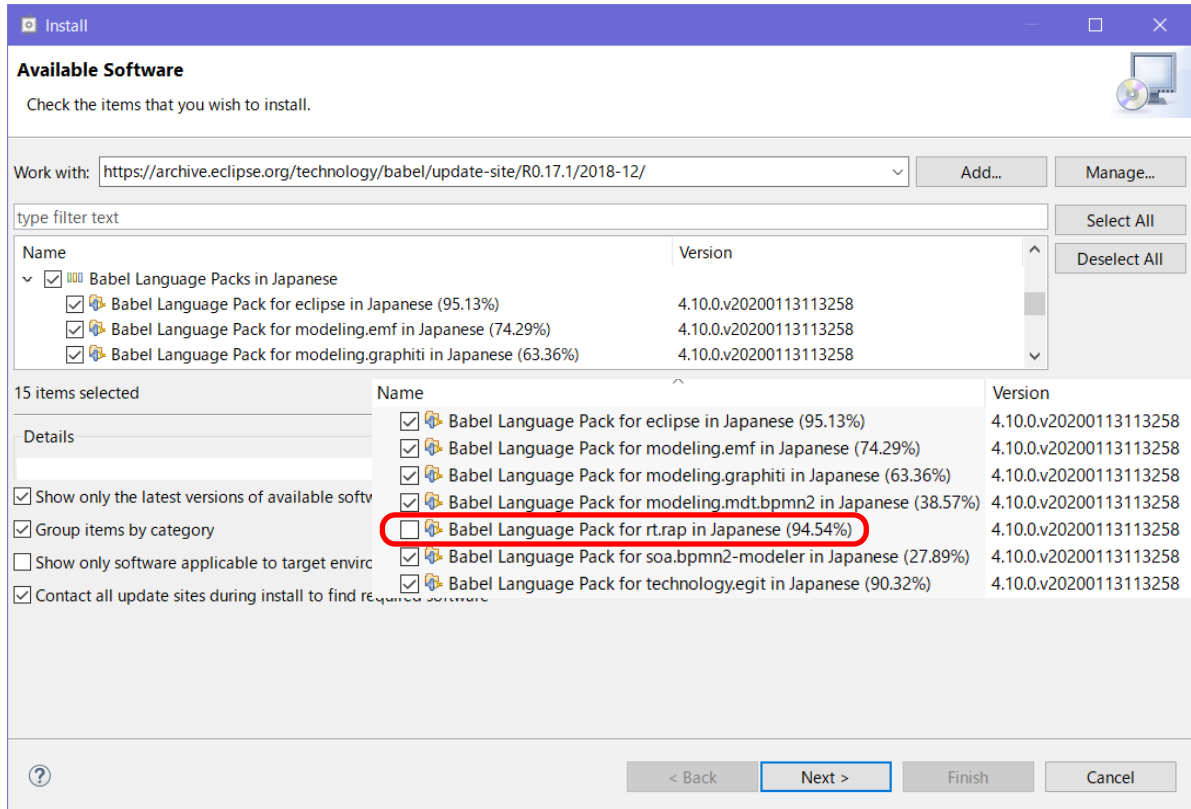 Install
Available Software
Check the items that you wish to install.
Work with: https://archive.eclipse.org/technology/babel/update-site/R0.17.1/2018-12/ Add... Manage...
type filter text Select All
Name Version Deselect All
Babel Language Packs in Japanese
Babel Language Pack for eclipse in Japanese (95.13%) 4.10.0.v20200113113258
Babel Language Pack for modeling.emf in Japanese (74.29%) 4.10.0.v20200113113258
Babel Language Pack for modeling.graphiti in Japanese (63.36%) 4.10.0.v20200113113258
15 items selected
Name Version
Babel Language Pack for eclipse in Japanese (95.13%) 4.10.0.v20200113113258
Babel Language Pack for modeling.emf in Japanese (74.29%) 4.10.0.v20200113113258
Babel Language Pack for modeling.graphiti in Japanese (63.36%) 4.10.0.v20200113113258
Babel Language Pack for modeling.mdt.bpmn2 in Japanese (38.57%) 4.10.0.v20200113113258
Babel Language Pack for rt.rap in Japanese (94.54%) 4.10.0.v20200113113258
Babel Language Pack for soa.bpmn2-modeler in Japanese (27.89%) 4.10.0.v20200113113258
Babel Language Pack for technology.egit in Japanese (90.32%) 4.10.0.v20200113113258
Details
Show only the latest versions of available
Group items by category
Show only software applicable to target
Contact all update sites during install to find
? < Back Next > Finish Cancel